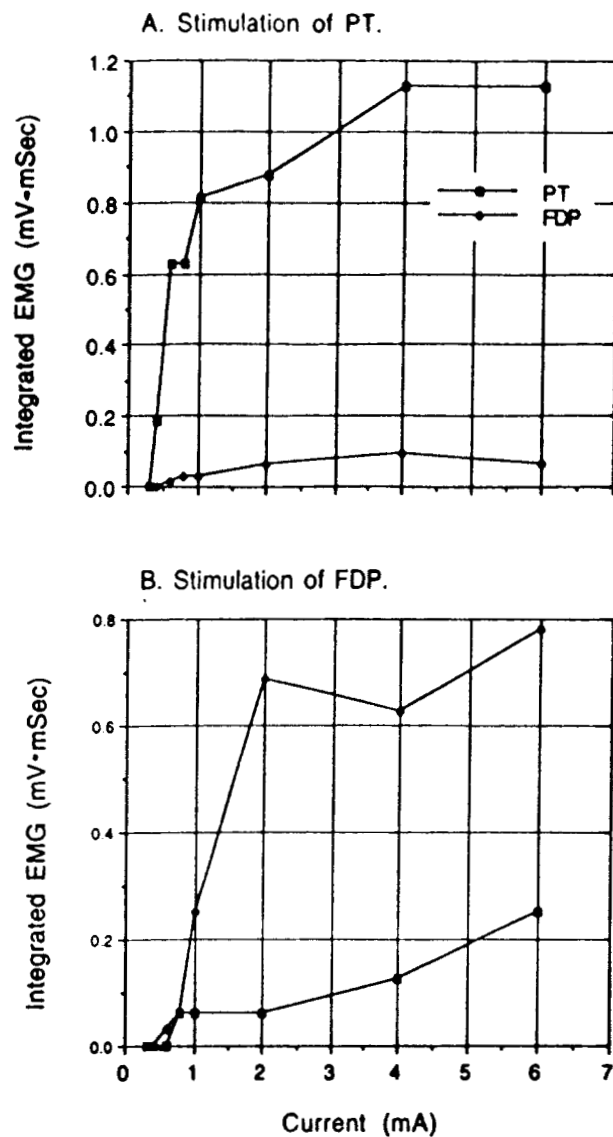 A. Stimulation of PT.
Integrated EMG (mV•mSec)
1.2
1.0
0.8
0.6
0.4
0.2
0.0
PT
FDP
B. Stimulation of FDP.
Integrated EMG (mV•mSec)
0.8
0.6
0.4
0.2
0.0
0 1 2 3 4 5 6 7
Current (mA)